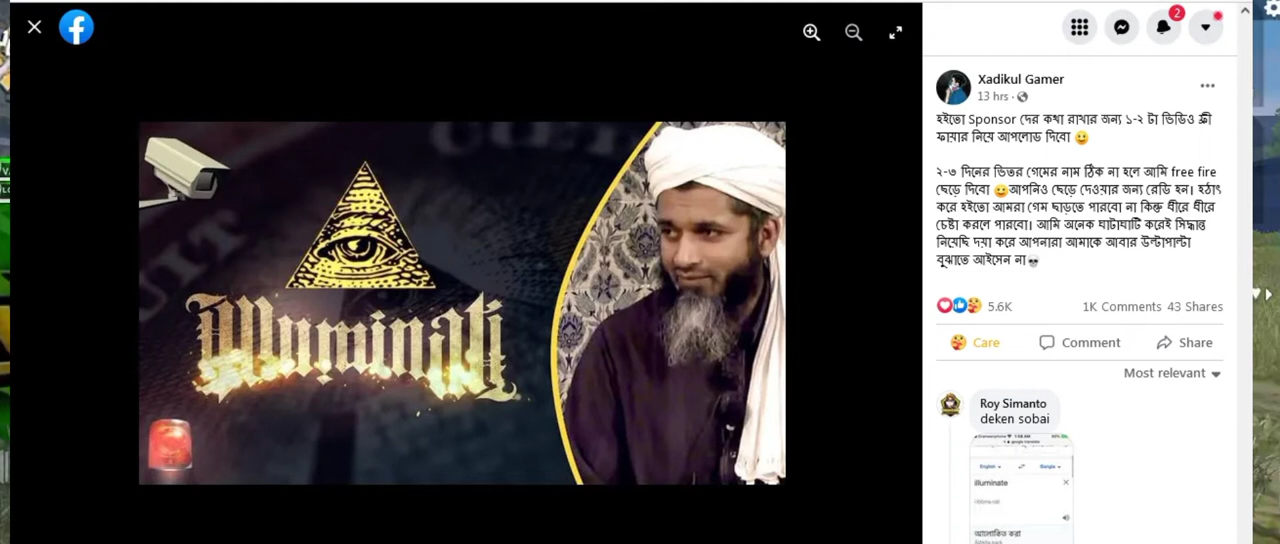 2
Xadikul Gamer
13 hrs
হইতো Sponsor দের কথা রাখার জন্য ১-২ টা ভিডিও ফ্রী
ফায়ার নিয়ে আপলোড দিবো
২-৩ দিনের ভিতর গেমের নাম ঠিক না হলে আমি free fire
ছেড়ে দিবো আপনিও ছেড়ে দেওয়ার জন্য রেডি হন। হঠাৎ
করে হইতো আমরা গেম ছাড়তে পারবো না কিন্তু ধীরে ধীরে
চেষ্টা করলে পারবো। আমি অনেক ঘাটাঘাটি করেই সিদ্ধান্ত
নিয়েছি দয়া করে আপনারা আমাকে আবার উল্টাপাল্টা
বুঝাতে আইসেন না
illuminati
5.6K
1K Comments 43 Shares
Care
Comment
Share
Most relevant
Roy Simanto
deken sobai
English
Bangla
illuminate
আলোকিত করা